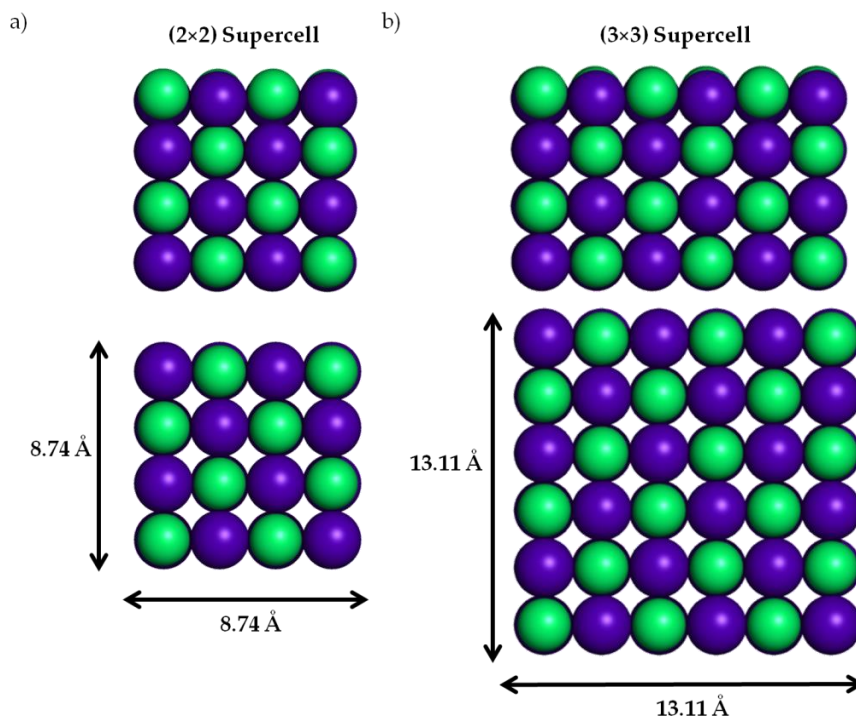 a)
(2×2) Supercell
b)
(3×3) Supercell
8.74 Å
8.74 Å
13.11 Å
13.11 Å